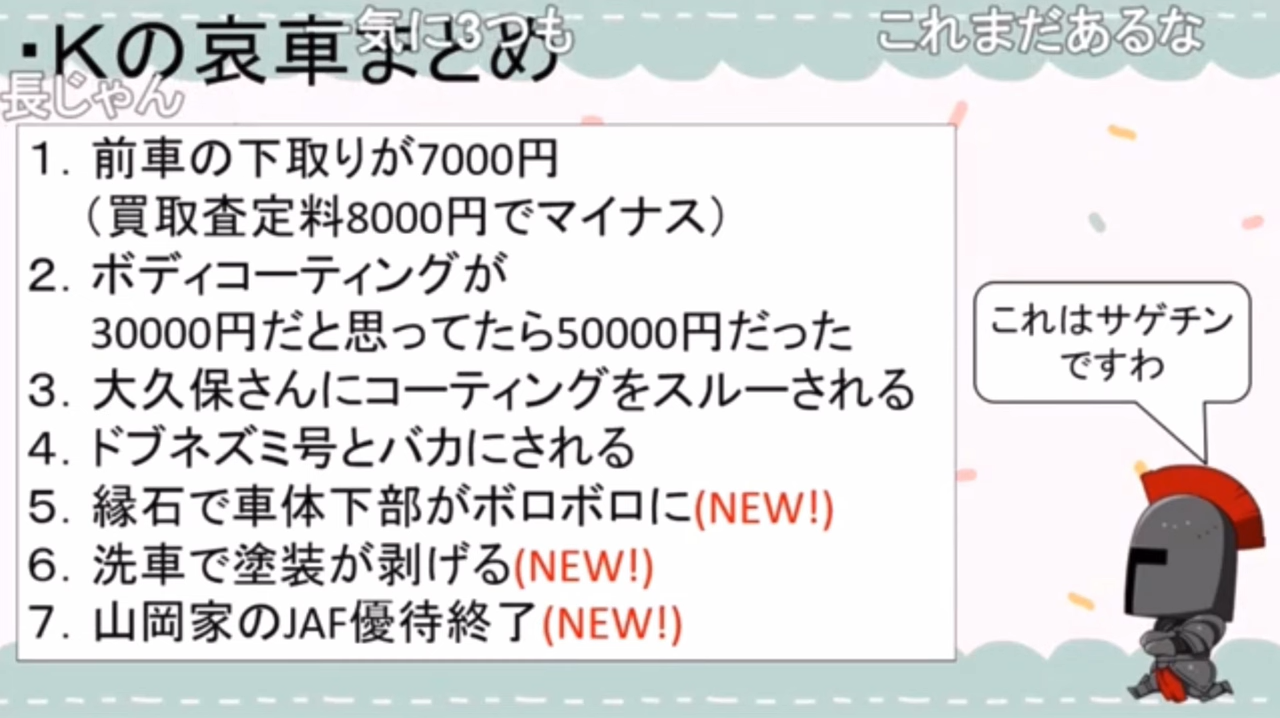 ・Kの哀車まとめ
一気に3つも
これまだあるな
長じゃん
１．前車の下取りが7000円
（買取査定料8000円でマイナス）
２．ボディコーティングが
30000円だと思ってたら50000円だった
３．大久保さんにコーティングをスルーされる
４．ドブネズミ号とバカにされる
５．縁石で車体下部がボロボロに(NEW!)
６．洗車で塗装が剥げる(NEW!)
７．山岡家のJAF優待終了(NEW!)
これはサゲチン
ですわ